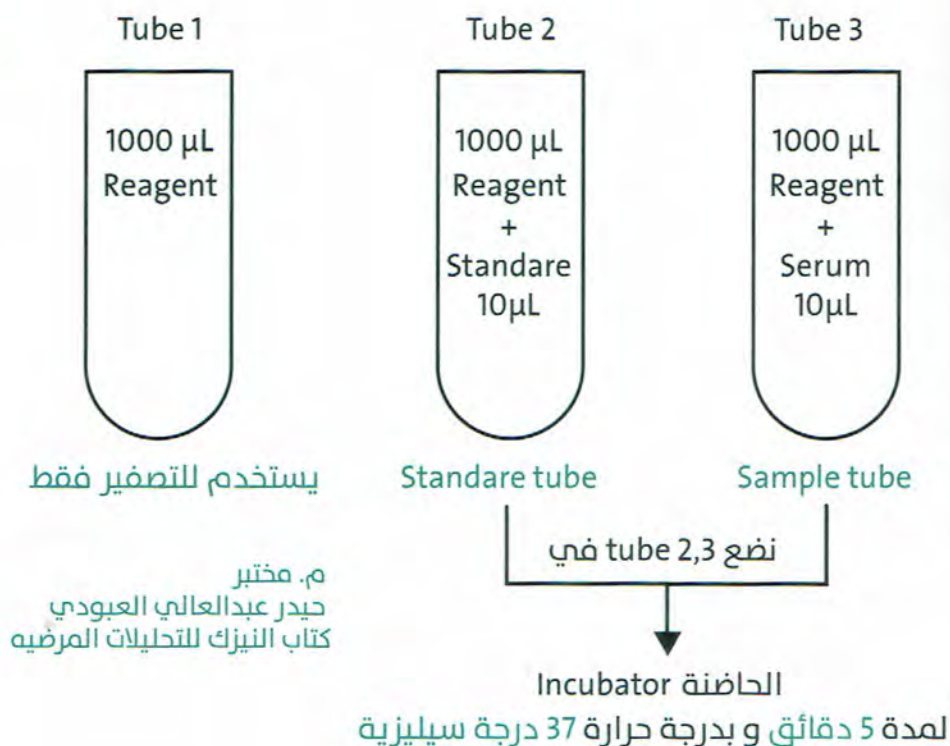 Tube 1
Tube 2
Tube 3
1000 µL
Reagent
1000 µL
Reagent
+
Standare
10µL
1000 µL
Reagent
+
Serum
10µL
يستخدم للتصفير فقط
Standare tube
Sample tube
نضع tube 2,3 في
م. مختبر
حيدر عبدالعالي العبودي
كتاب النيزك للتحليلات المرضيه
الحاضنة Incubator
لمدة 5 دقائق و بدرجة حرارة 37 درجة سيليزية